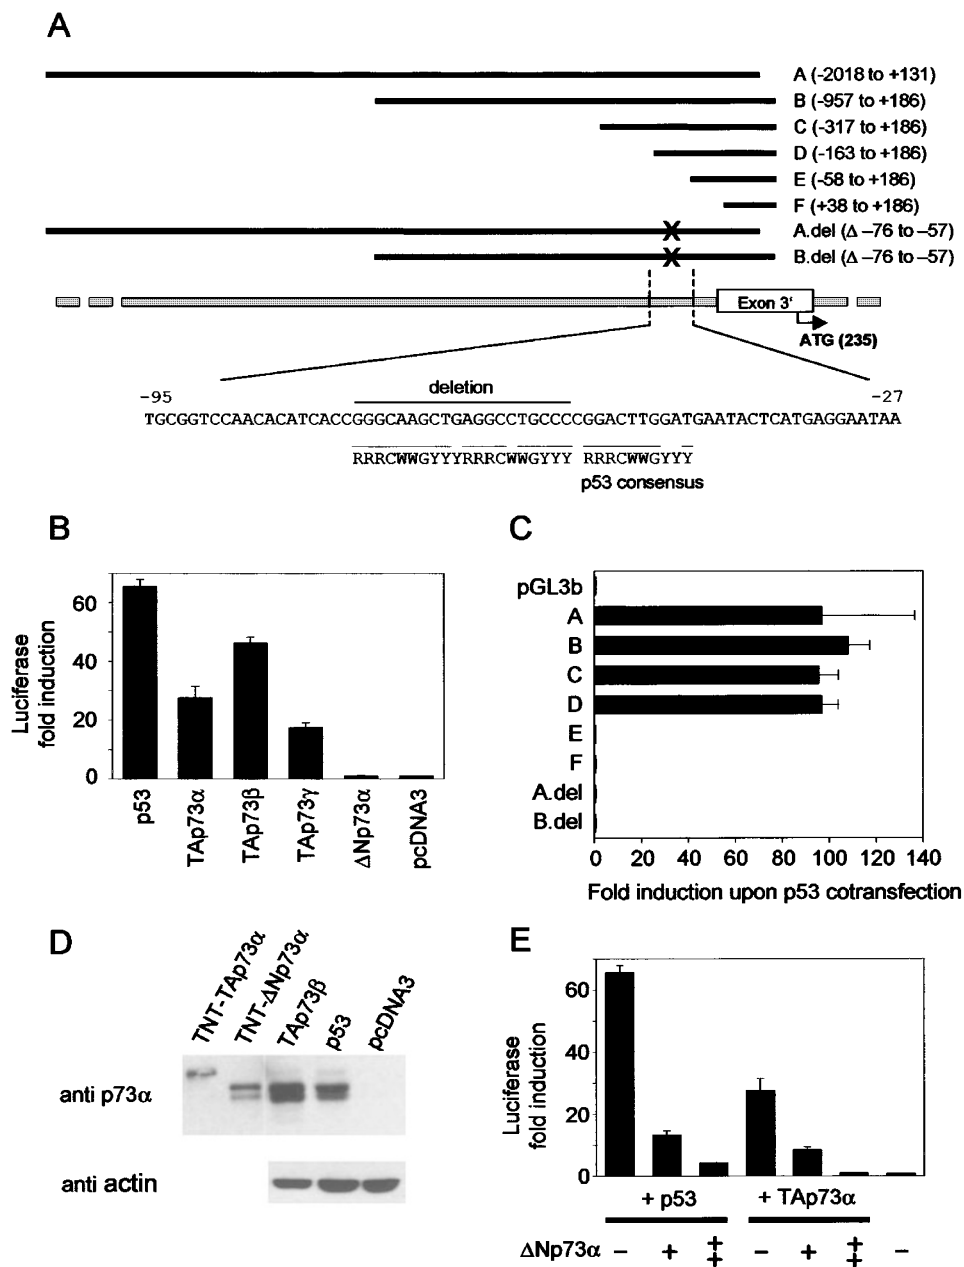 A
A (-2018 to +131)
B (-957 to +186)
C (-317 to +186)
D (-163 to +186)
E (-58 to +186)
F (+38 to +186)
A.del (Δ –76 to –57)
B.del (Δ –76 to –57)
X
X
Exon 3'
ATG (235)
deletion
-95
-27
TGCGGTCCAACACATCACCGGGCAAGCTGAGGCCTGCCCCGGACTTGGATGAATACTCATGAGGAATAA
RRRCWWGYYYRRRCWWGYYY RRRCWWGYYY
p53 consensus
B
Luciferase
fold induction
60
40
20
0
p53
TAp73α
TAp73β
TAp73γ
ΔNp73α
pcDNA3
C
pGL3b
A
B
C
D
E
F
A.del
B.del
0 20 40 60 80 100 120 140
Fold induction upon p53 cotransfection
D
TNT-TAp73α
TNT-ΔNp73α
TAp73β
p53
pcDNA3
anti p73α
anti actin
E
Luciferase
fold induction
60
40
20
0
+ p53
+ TAp73α
ΔNp73α − + ++ − + ++ −